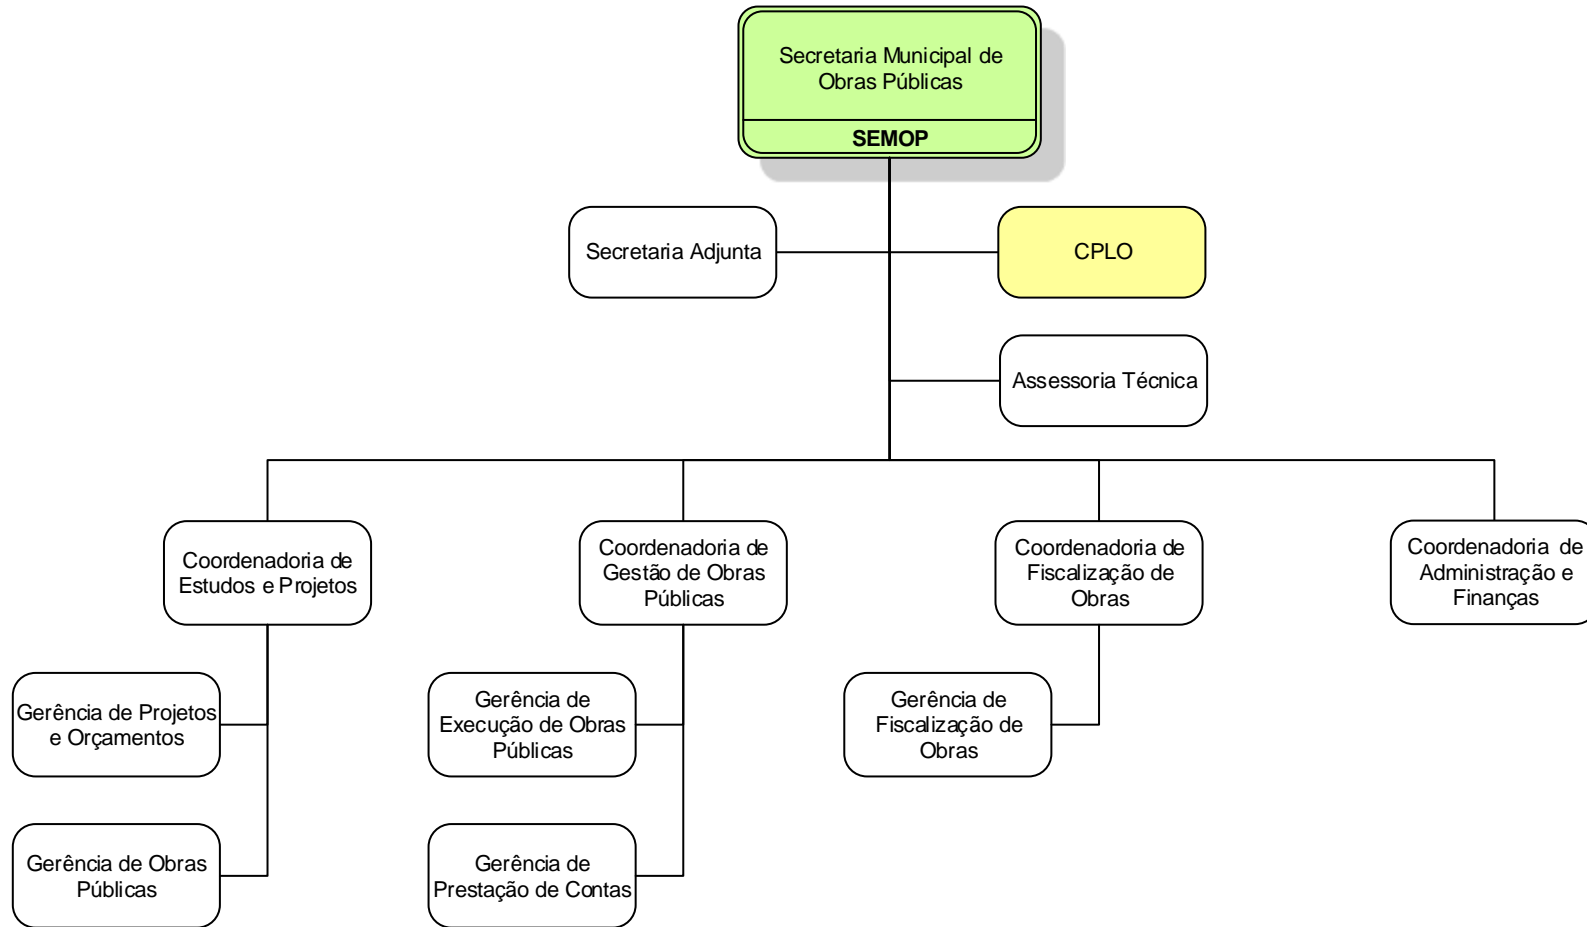 Secretaria Municipal de
Obras Públicas
SEMOP
Secretaria Adjunta
CPLO
Assessoria Técnica
Coordenadoria de
Estudos e Projetos
Coordenadoria de
Gestão de Obras
Públicas
Coordenadoria de
Fiscalização de
Obras
Coordenadoria de
Administração e
Finanças
Gerência de Projetos
e Orçamentos
Gerência de
Execução de Obras
Públicas
Gerência de
Fiscalização de
Obras
Gerência de Obras
Públicas
Gerência de
Prestação de Contas